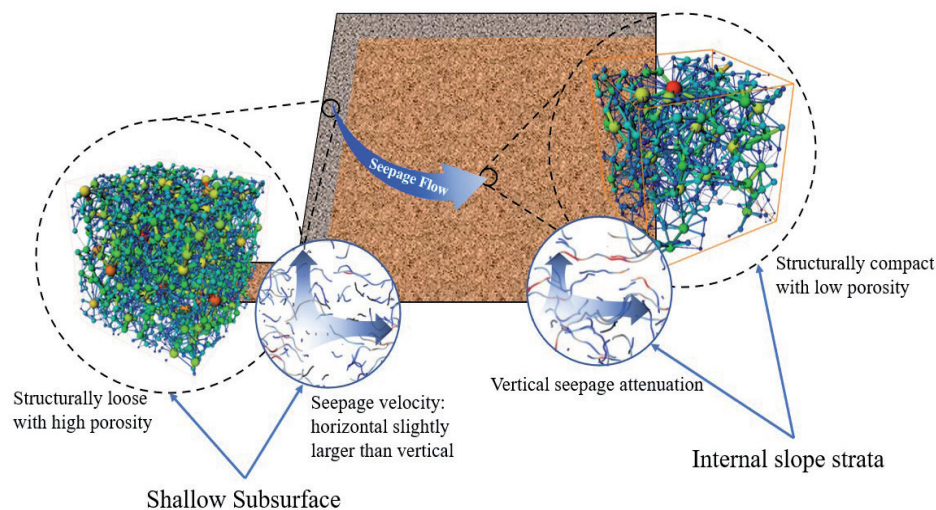 Seepage Flow
Structurally compact
with low porosity
Structurally loose
with high porosity
Seepage velocity:
horizontal slightly
larger than vertical
Vertical seepage attenuation
Internal slope strata
Shallow Subsurface